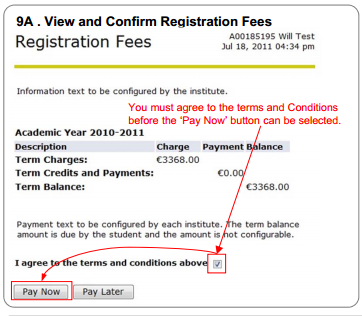 9A . View and Confirm Registration Fees
Registration Fees
A00185195 Will Test
Jul 18, 2011 04:34 pm
Information text to be configured by the institute.
You must agree to the terms and Conditions
before the 'Pay Now' button can be selected.
Academic Year 2010-2011
Description Charge Payment Balance
Term Charges: €3368.00
Term Credits and Payments: €0.00
Term Balance: €3368.00
Payment text to be configured by each institute. The term balance
amount is due by the student and the amount is not configurable.
I agree to the terms and conditions above
Pay Now Pay Later